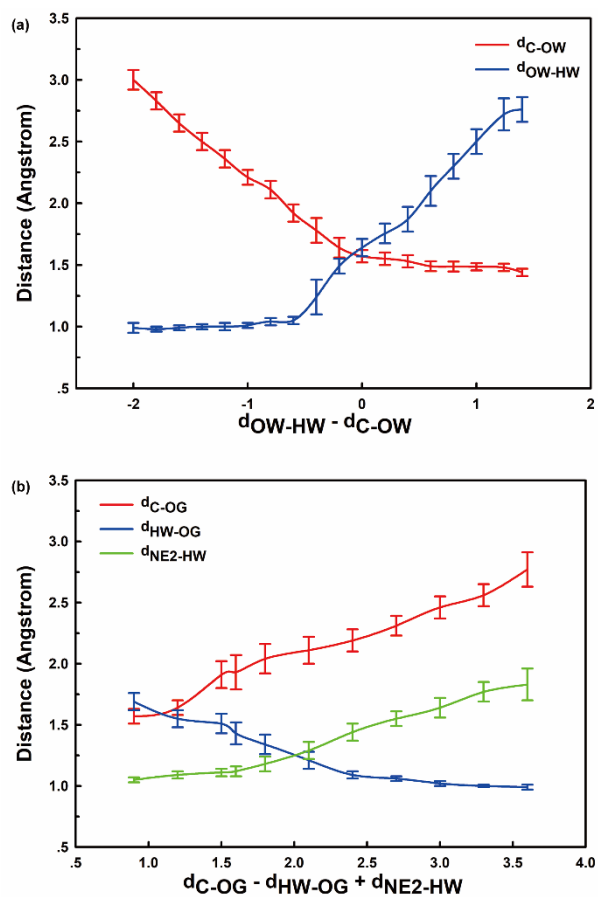 (a)
dC-OW
dOW-HW
3.5
3.0
2.5
2.0
1.5
1.0
.5
Distance (Angstrom)
-2 -1 0 1 2
dOW-HW - dC-OW
(b)
dC-OG
dHW-OG
dNE2-HW
3.5
3.0
2.5
2.0
1.5
1.0
.5
Distance (Angstrom)
.5 1.0 1.5 2.0 2.5 3.0 3.5 4.0
dC-OG - dHW-OG + dNE2-HW